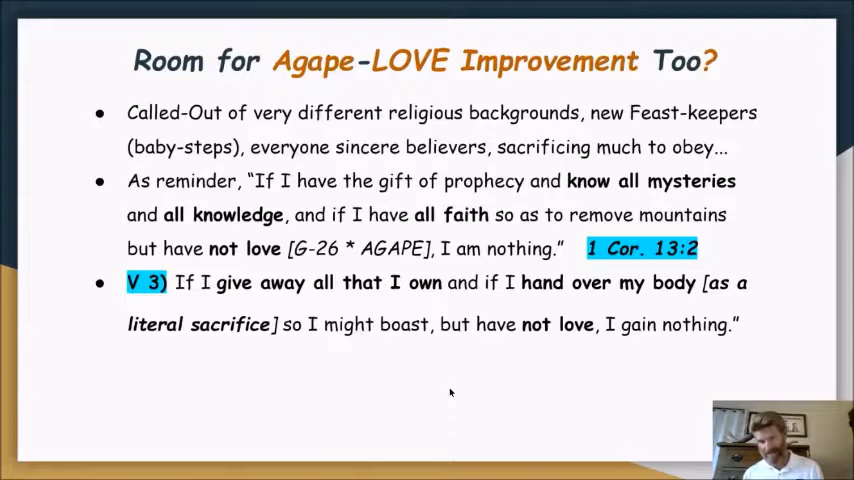 Room for Agape-LOVE Improvement Too?
● Called-Out of very different religious backgrounds, new Feast-keepers
(baby-steps), everyone sincere believers, sacrificing much to obey...
● As reminder, “If I have the gift of prophecy and know all mysteries
and all knowledge, and if I have all faith so as to remove mountains
but have not love [G-26 * AGAPE], I am nothing.” 1 Cor. 13:2
● V 3) If I give away all that I own and if I hand over my body [as a
literal sacrifice] so I might boast, but have not love, I gain nothing.”